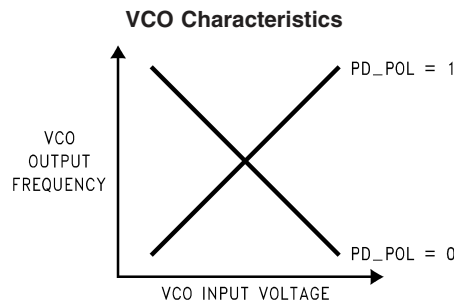 VCO Characteristics
PD_POL = 1
VCO
OUTPUT
FREQUENCY
PD_POL = 0
VCO INPUT VOLTAGE